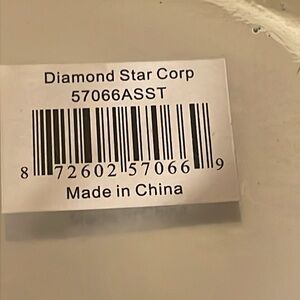 Diamond Star Corp
57066ASST
8 72602 57066 9
Made in China